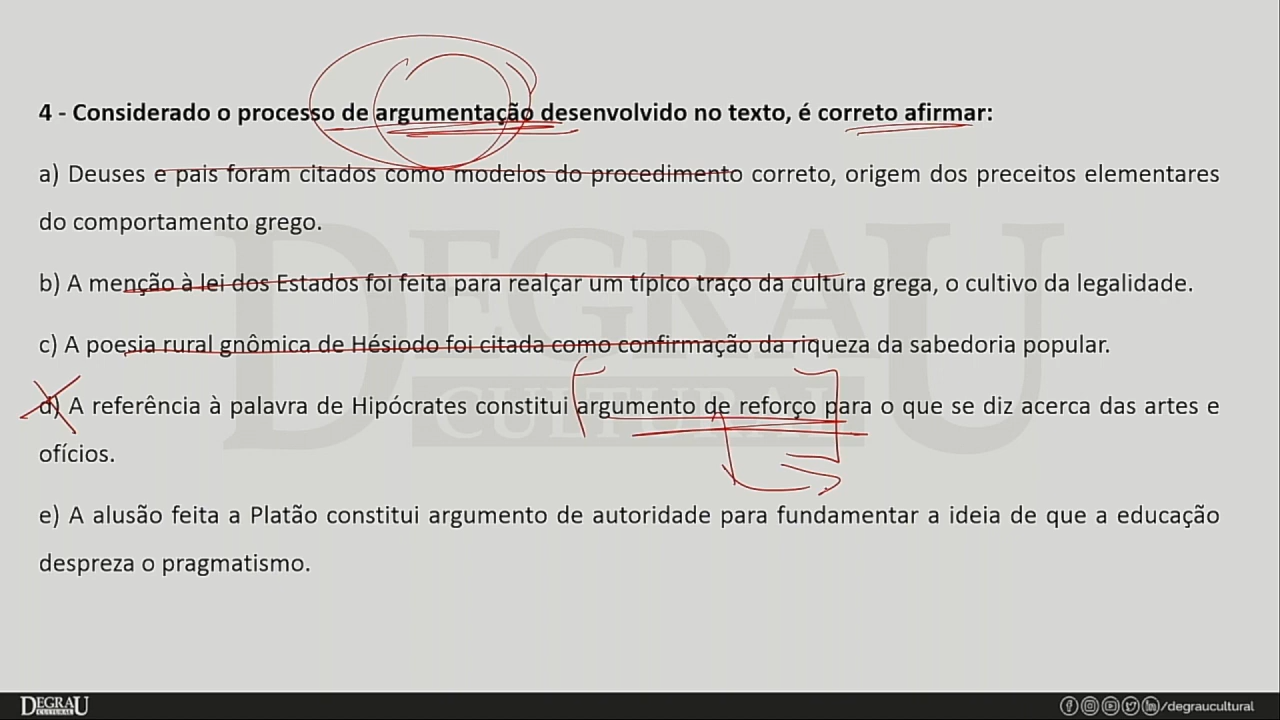 4 - Considerado o processo de argumentação desenvolvido no texto, é correto afirmar:
a) Deuses e pais foram citados como modelos do procedimento correto, origem dos preceitos elementares
do comportamento grego.
b) A menção à lei dos Estados foi feita para realçar um típico traço da cultura grega, o cultivo da legalidade.
c) A poesia rural gnômica de Hésiodo foi citada como confirmação da riqueza da sabedoria popular.
d) A referência à palavra de Hipócrates constitui argumento de reforço para o que se diz acerca das artes e
ofícios.
e) A alusão feita a Platão constitui argumento de autoridade para fundamentar a ideia de que a educação
despreza o pragmatismo.
DEGRAU
CULTURAL
DEGRAU
CULTURAL
/degraucultural